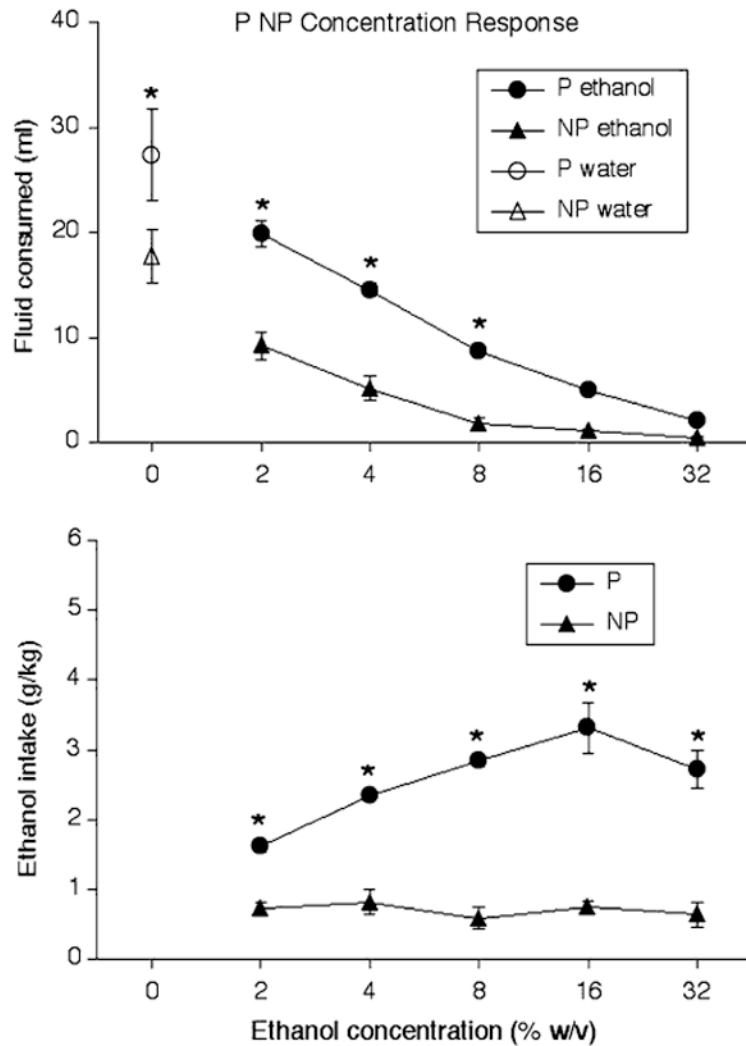 P NP Concentration Response
40
30
20
10
0
Fluid consumed (ml)
*
*
*
*
P ethanol
NP ethanol
P water
NP water
0 2 4 8 16 32
6
5
4
3
2
1
0
Ethanol intake (g/kg)
P
NP
*
*
*
*
*
0 2 4 8 16 32
Ethanol concentration (% w/v)